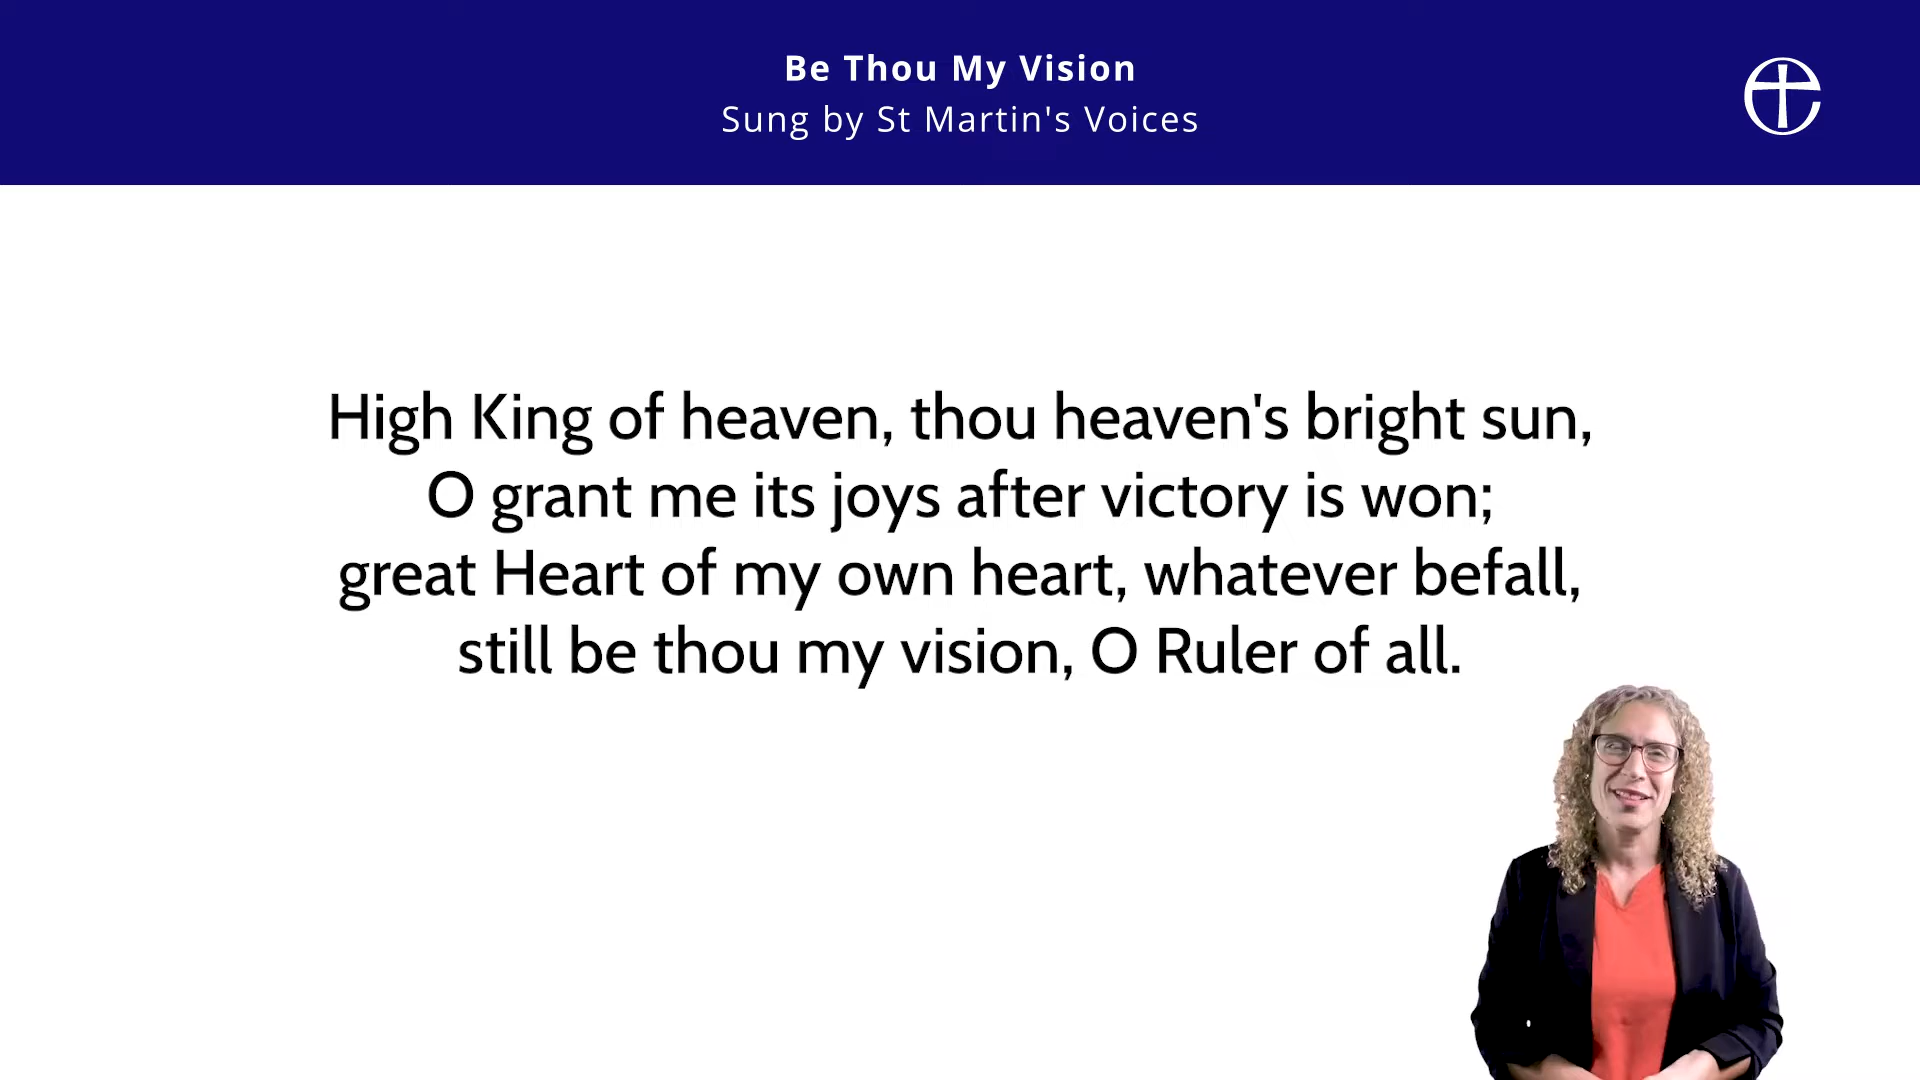 Be Thou My Vision
Sung by St Martin's Voices
High King of heaven, thou heaven's bright sun,
O grant me its joys after victory is won;
great Heart of my own heart, whatever befall,
still be thou my vision, O Ruler of all.